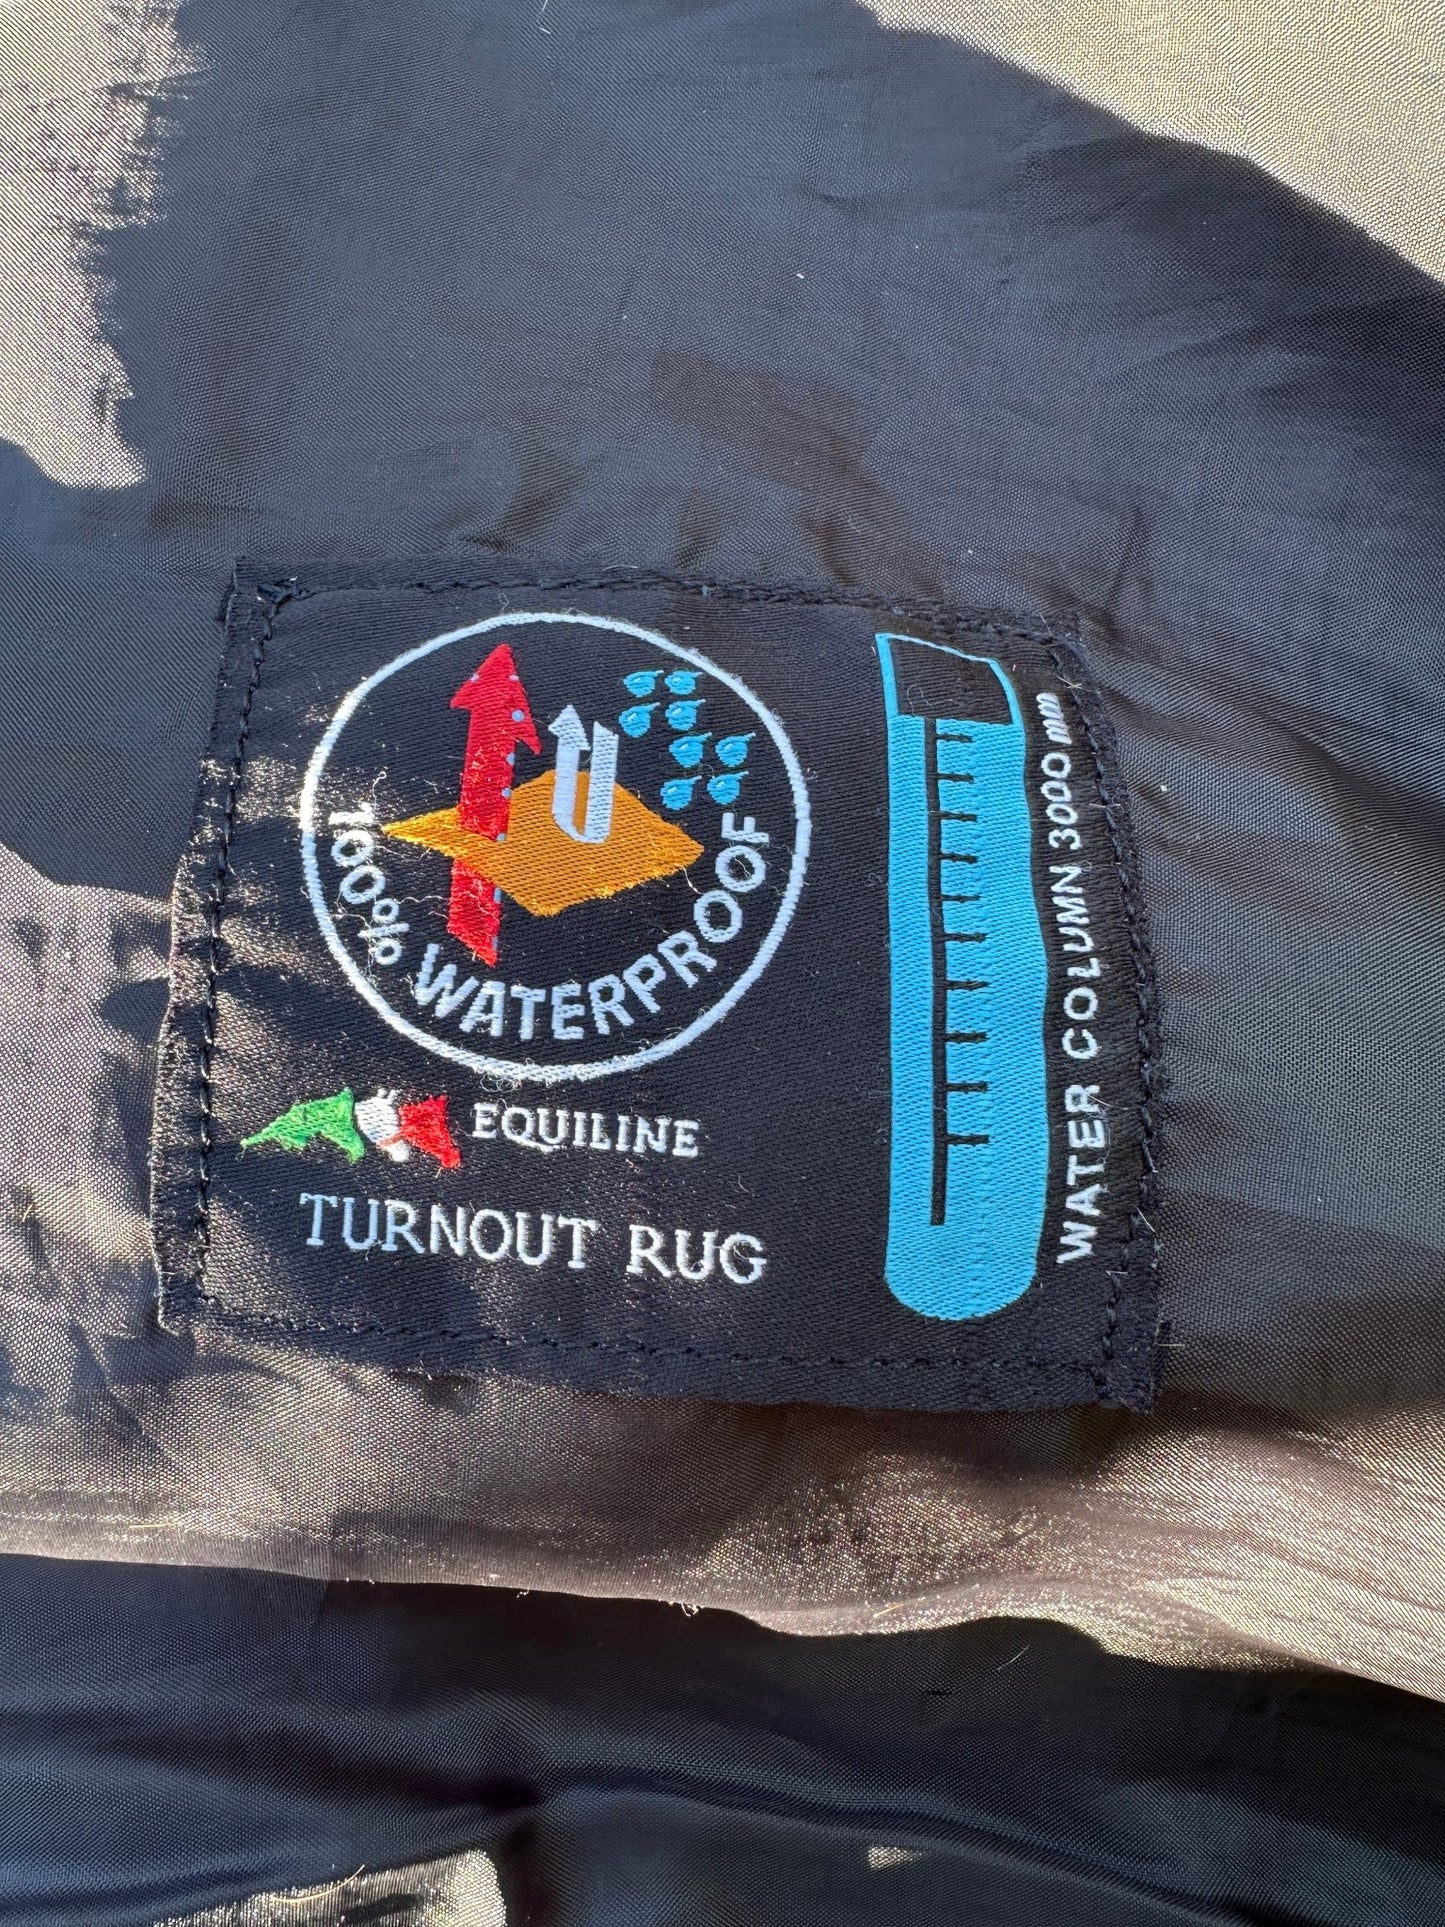 100% WATERPROOF
EQUILINE
TURNOUT RUG
WATER COLUMN 3000 mm